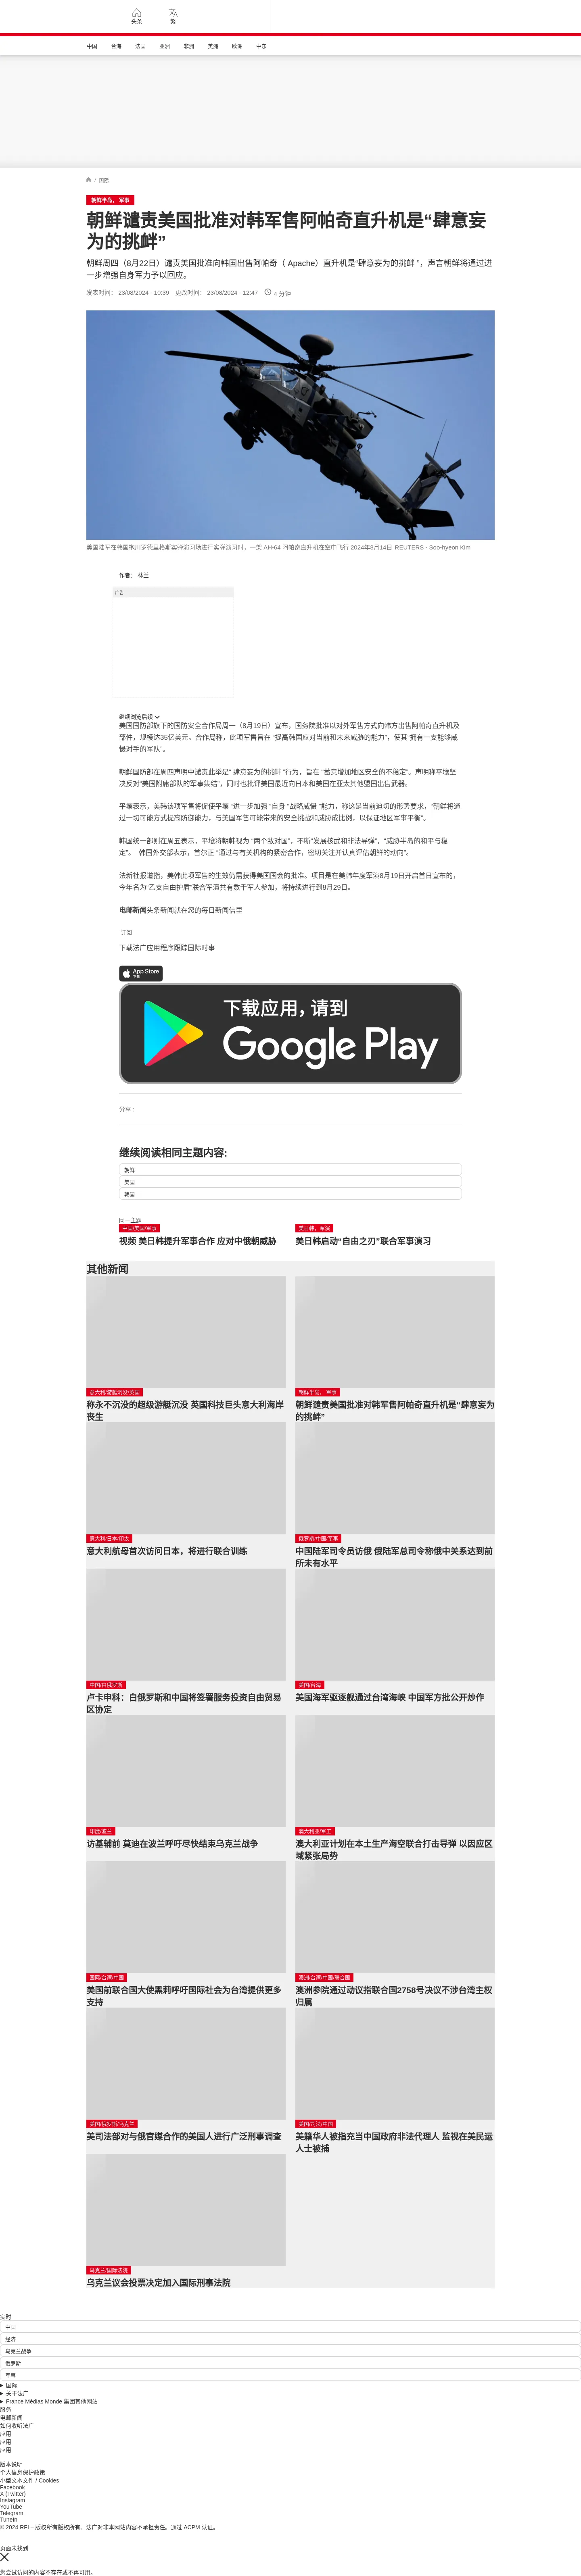 头条
繁
中国
台海
法国
亚洲
非洲
美洲
欧洲
中东
/ 国际
朝鲜半岛， 军事
朝鲜谴责美国批准对韩军售阿帕奇直升机是“肆意妄
为的挑衅”
朝鲜周四（8月22日）谴责美国批准向韩国出售阿帕奇（ Apache）直升机是“肆意为的挑衅 ”，声言朝鲜将通过进
一步增强自身军力予以回应。
发表时间： 23/08/2024 - 10:39 更改时间： 23/08/2024 - 12:47 4 分钟
美国陆军在韩国抱川罗德里格斯实弹演习场进行实弹演习时，一架 AH-64 阿帕奇直升机在空中飞行 2024年8月14日 REUTERS - Soo-hyeon Kim
作者： 林兰
广告
继续浏览后续
美国国防部旗下的国防安全合作局周一（8月19日）宣布，国务院批准以对外军售方式向韩方出售阿帕奇直升机及
部件，规模达35亿美元。合作局称，此项军售旨在 “提高韩国应对当前和未来威胁的能力”，使其“拥有一支能够威
慑对手的军队”。
朝鲜国防部在周四声明中谴责此举是“ 肆意妄为的挑衅 ”行为，旨在 “蓄意增加地区安全的不稳定”。声明称平壤坚
决反对“美国附庸部队的军事集结”，同时也批评美国最近向日本和美国在亚太其他盟国出售武器。
平壤表示，美韩该项军售将促使平壤 “进一步加强 ”自身 “战略威慑 ”能力，称这是当前迫切的形势要求，“朝鲜将通
过一切可能方式提高防御能力，与美国军售可能带来的安全挑战和威胁成比例，以保证地区军事平衡”。
韩国统一部则在周五表示，平壤将朝韩视为 “两个敌对国”，不断“发展核武和非法导弹”，“威胁半岛的和平与稳
定”。 韩国外交部表示，首尔正 “通过与有关机构的紧密合作，密切关注并认真评估朝鲜的动向”。
法新社报道指，美韩此项军售的生效仍需获得美国国会的批准。项目是在美韩年度军演8月19日开启首日宣布的，
今年名为“乙支自由护盾”联合军演共有数千军人参加，将持续进行到8月29日。
电邮新闻头条新闻就在您的每日新闻信里
订阅
下载法广应用程序跟踪国际时事
App Store
下载
下载应用，请到
Google Play
分享 :
继续阅读相同主题内容:
朝鲜
美国
韩国
同一主题
中国/美国/军事
视频 美日韩提升军事合作 应对中俄朝威胁
美日韩，军演
美日韩启动“自由之刃”联合军事演习
其他新闻
意大利/游艇沉没/英国
称永不沉没的超级游艇沉没 英国科技巨头意大利海岸
丧生
朝鲜半岛， 军事
朝鲜谴责美国批准对韩军售阿帕奇直升机是“肆意妄为
的挑衅”
意大利/日本/印太
意大利航母首次访问日本，将进行联合训练
俄罗斯/中国/军事
中国陆军司令员访俄 俄陆军总司令称俄中关系达到前
所未有水平
中国/白俄罗斯
卢卡申科：白俄罗斯和中国将签署服务投资自由贸易
区协定
美国/台海
美国海军驱逐舰通过台湾海峡 中国军方批公开炒作
印度/波兰
访基辅前 莫迪在波兰呼吁尽快结束乌克兰战争
澳大利亚/军工
澳大利亚计划在本土生产海空联合打击导弹 以因应区
域紧张局势
国际/台湾/中国
美国前联合国大使黑莉呼吁国际社会为台湾提供更多
支持
澳洲/台湾/中国/联合国
澳洲参院通过动议指联合国2758号决议不涉台湾主权
归属
美国/俄罗斯/乌克兰
美司法部对与俄官媒合作的美国人进行广泛刑事调查
美国/司法/中国
美籍华人被指充当中国政府非法代理人 监视在美民运
人士被捕
乌克兰/国际法院
乌克兰议会投票决定加入国际刑事法院
实时
中国
经济
乌克兰战争
俄罗斯
军事
国际
关于法广
France Médias Monde 集团其他网站
服务
电邮新闻
如何收听法广
应用
应用
应用
版本说明
个人信息保护政策
小型文本文件 / Cookies
Facebook
X (Twitter)
Instagram
YouTube
Telegram
TuneIn
© 2024 RFI – 版权所有版权所有。法广对非本网站内容不承担责任。通过 ACPM 认证。
页面未找到
您尝试访问的内容不存在或不再可用。